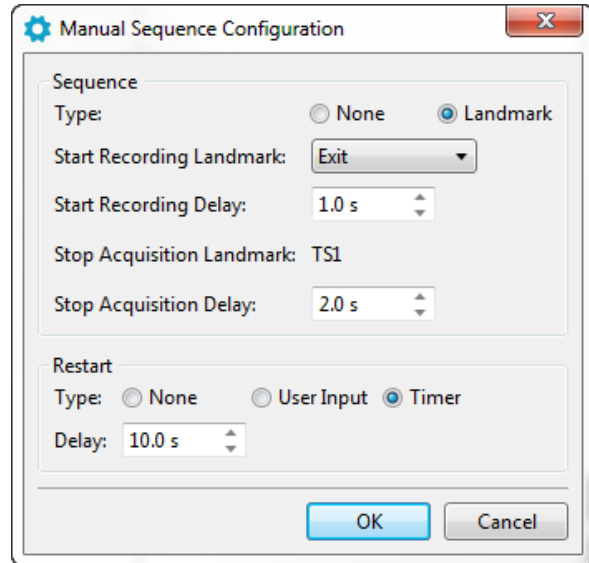 Manual Sequence Configuration
Sequence
Type: None Landmark
Start Recording Landmark: Exit
Start Recording Delay: 1.0 s
Stop Acquisition Landmark: TS1
Stop Acquisition Delay: 2.0 s
Restart
Type: None User Input Timer
Delay: 10.0 s
OK Cancel